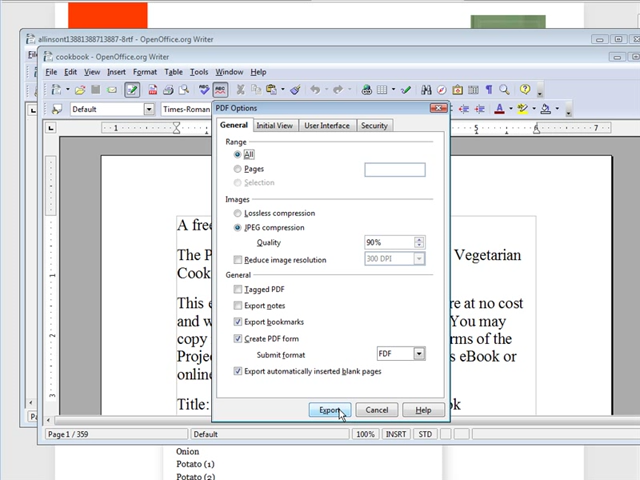 allinsont13881388713887-8rtf - OpenOffice.org Writer
cookbook - OpenOffice.org Writer
File Edit View Insert Format Table Tools Window Help
Default
Times-Roman
PDF Options
General Initial View User Interface Security
Range
All
Pages
Selection
Images
Lossless compression
JPEG compression
Quality 90%
Reduce image resolution 300 DPI
General
Tagged PDF
Export notes
Export bookmarks
Create PDF form
Submit format FDF
Export automatically inserted blank pages
Export Cancel Help
A free
The P Vegetarian
Cook
This e re at no cost
and w You may
copy rms of the
Proje s eBook or
online
Title: ok
Page 1 / 359 Default 100% INSRT STD
Onion
Potato (1)
Potato (2)